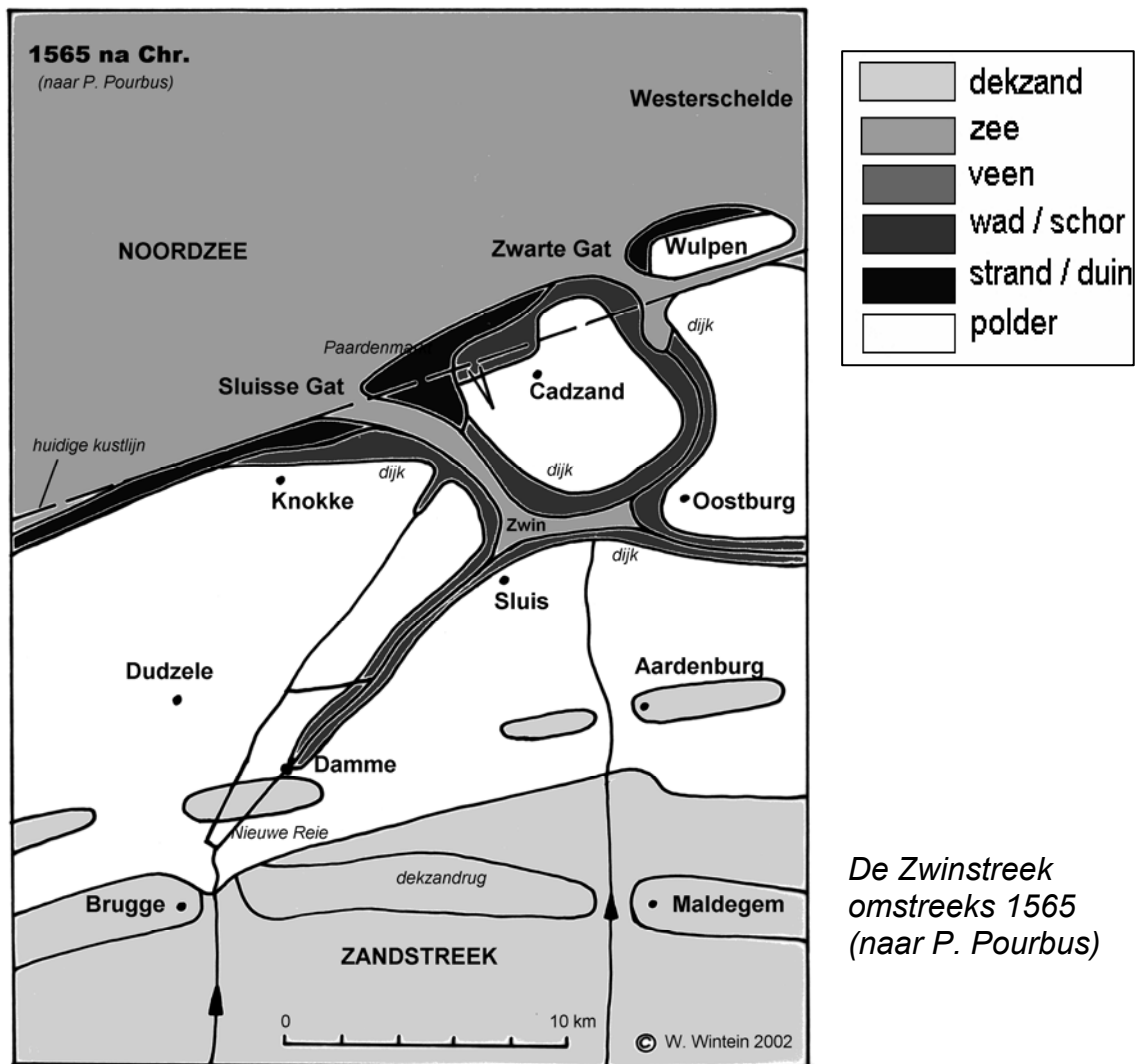 1565 na Chr.
(naar P. Pourbus)
Westerschelde
NOORDZEE
Zwarte Gat
Wulpen
dijk
Sluisse Gat
Cadzand
huidige kustlijn
dijk
dijk
Knokke
Oostburg
Zwin
dijk
Sluis
Dudzele
Aardenburg
Damme
Nieuwe Reie
dekzandrug
Brugge
Maldegem
ZANDSTREEK
0
10 km
© W. Wintein 2002
dekzand
zee
veen
wad / schor
strand / duin
polder
De Zwinstreek
omstreeks 1565
(naar P. Pourbus)